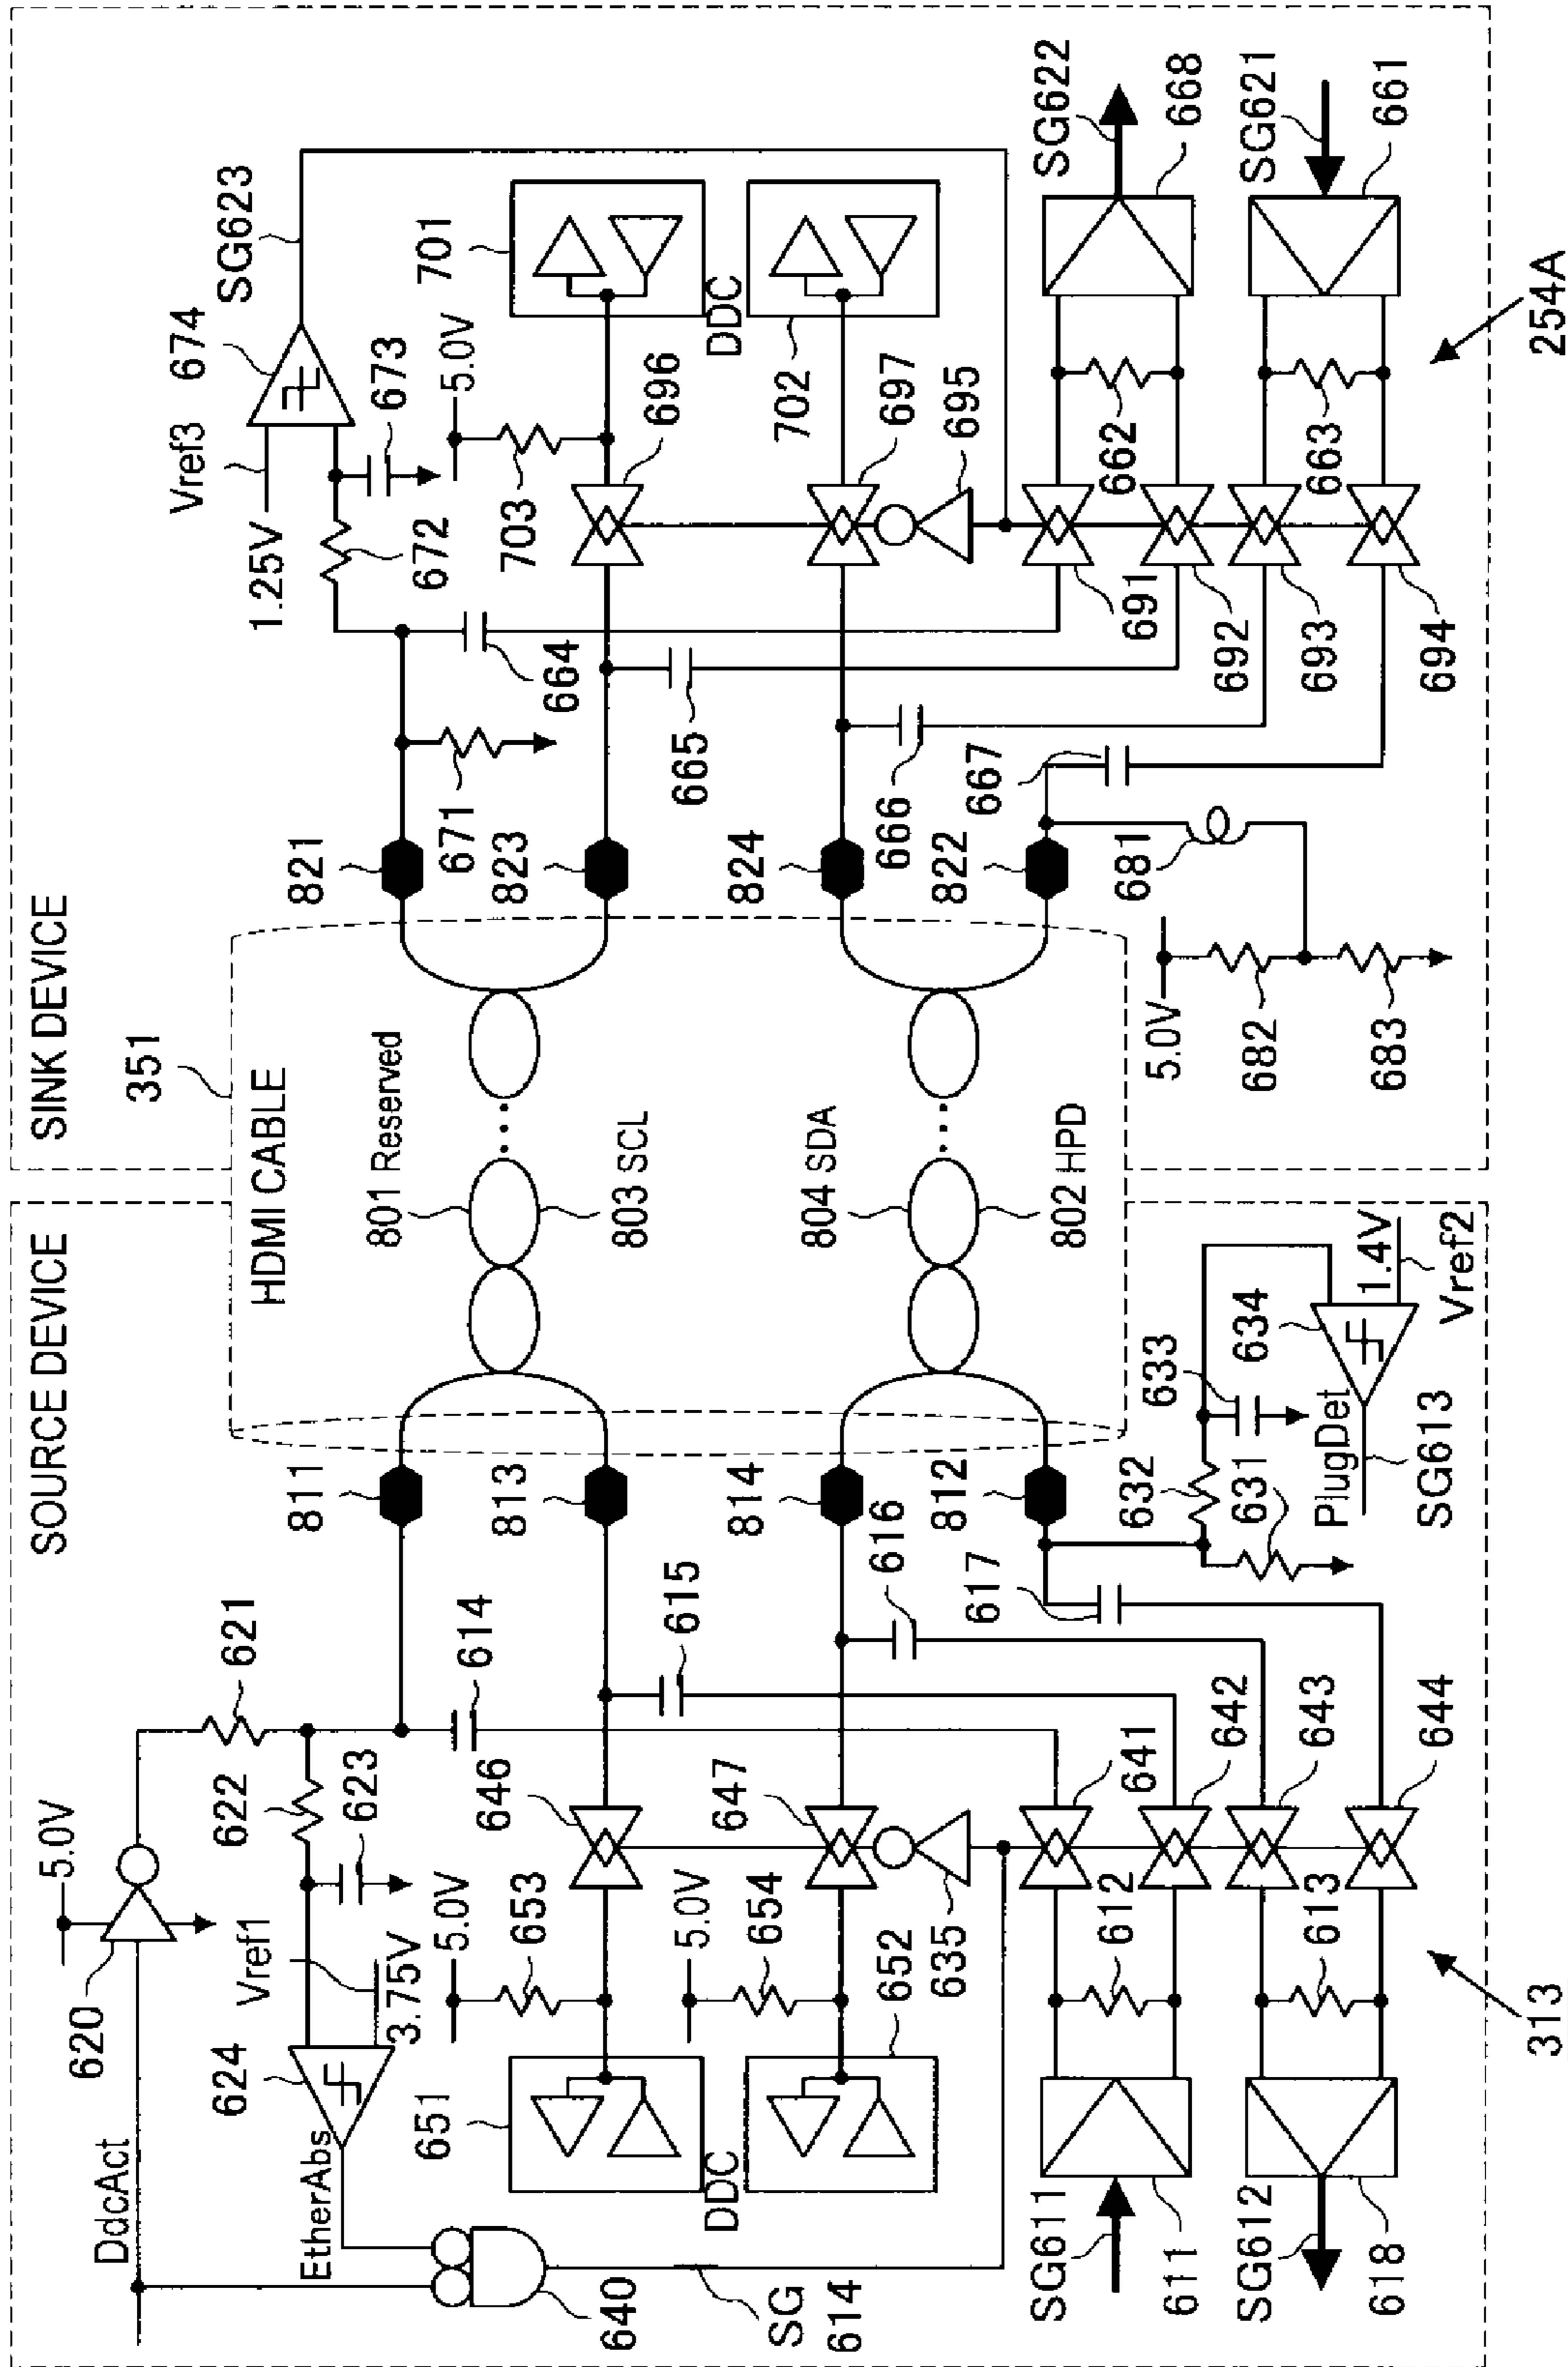 SOURCE DEVICE
SINK DEVICE
HDMI CABLE
351
5.0V
620
DdcAct
621
622
623
Vref1
3.75V
624
EtherAbs
640
SG
614
614
615
616
617
646
647
5.0V
653
5.0V
654
651
DDC
652
635
641
642
643
644
612
613
SG611
611
SG612
618
313
811
813
814
812
632
631
633
634
PlugDet
SG613
1.4V
Vref2
801 Reserved
803 SCL
804 SDA
802 HPD
821
823
824
822
671
672
673
674
Vref3
1.25V
SG623
5.0V
703
701
DDC
702
696
697
695
664
665
666
667
681
5.0V
682
683
691
692
693
694
662
663
SG622
668
SG621
661
254A